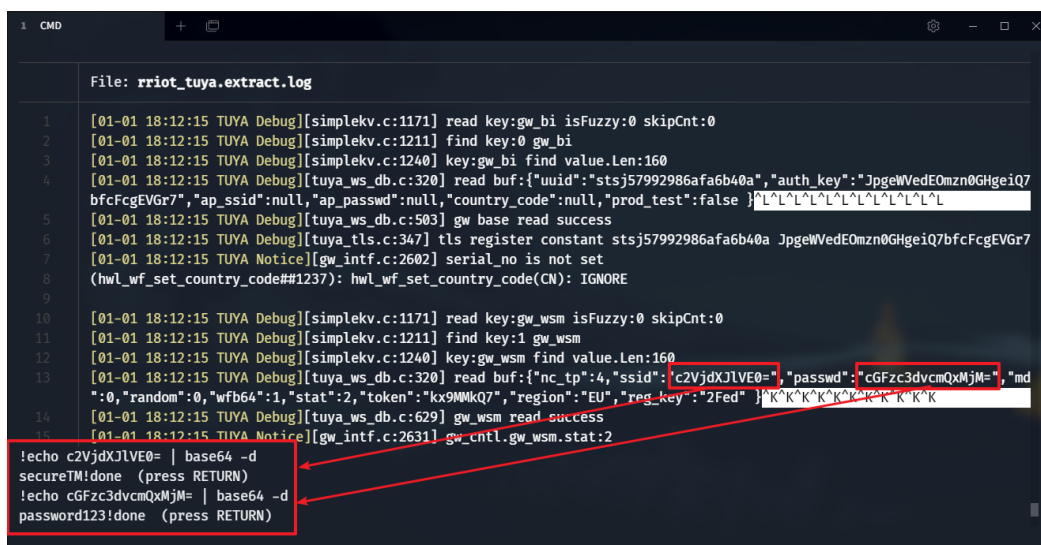 1 CMD
File: rriot_tuya.extract.log
1 [01-01 18:12:15 TUYA Debug][simplekv.c:1171] read key:gw_bi isFuzzy:0 skipCnt:0
2 [01-01 18:12:15 TUYA Debug][simplekv.c:1211] find key:0 gw_bi
3 [01-01 18:12:15 TUYA Debug][simplekv.c:1240] key:gw_bi find value.Len:160
4 [01-01 18:12:15 TUYA Debug][tuya_ws_db.c:320] read buf:{"uuid":"stsj57992986afa6b40a","auth_key":"JpgeWVedEOmzn0GHgeiQ7
bfcFcgEVGr7","ap_ssid":null,"ap_passwd":null,"country_code":null,"prod_test":false }^L^L^L^L^L^L^L^L^L^L^L^L
5 [01-01 18:12:15 TUYA Debug][tuya_ws_db.c:503] gw base read success
6 [01-01 18:12:15 TUYA Debug][tuya_tls.c:347] tls register constant stsj57992986afa6b40a JpgeWVedEOmzn0GHgeiQ7bfcFcgEVGr7
7 [01-01 18:12:15 TUYA Notice][gw_intf.c:2602] serial_no is not set
8 (hwl_wf_set_country_code##1237): hwl_wf_set_country_code(CN): IGNORE
9
10 [01-01 18:12:15 TUYA Debug][simplekv.c:1171] read key:gw_wsm isFuzzy:0 skipCnt:0
11 [01-01 18:12:15 TUYA Debug][simplekv.c:1211] find key:1 gw_wsm
12 [01-01 18:12:15 TUYA Debug][simplekv.c:1240] key:gw_wsm find value.Len:160
13 [01-01 18:12:15 TUYA Debug][tuya_ws_db.c:320] read buf:{"nc_tp":4,"ssid":"c2VjdXJlVE0=","passwd":"cGFzc3dvcmQxMjM=","md
":0,"random":0,"wfb64":1,"stat":2,"token":"kx9MMkQ7","region":"EU","reg_key":"2Fed" }^K^K^K^K^K^K^K^K^K^K^K
14 [01-01 18:12:15 TUYA Debug][tuya_ws_db.c:629] gw_wsm read success
15 [01-01 18:12:15 TUYA Notice][gw_intf.c:2631] gw_cntl.gw_wsm.stat:2
!echo c2VjdXJlVE0= | base64 -d
secureTM!done (press RETURN)
!echo cGFzc3dvcmQxMjM= | base64 -d
password123!done (press RETURN)